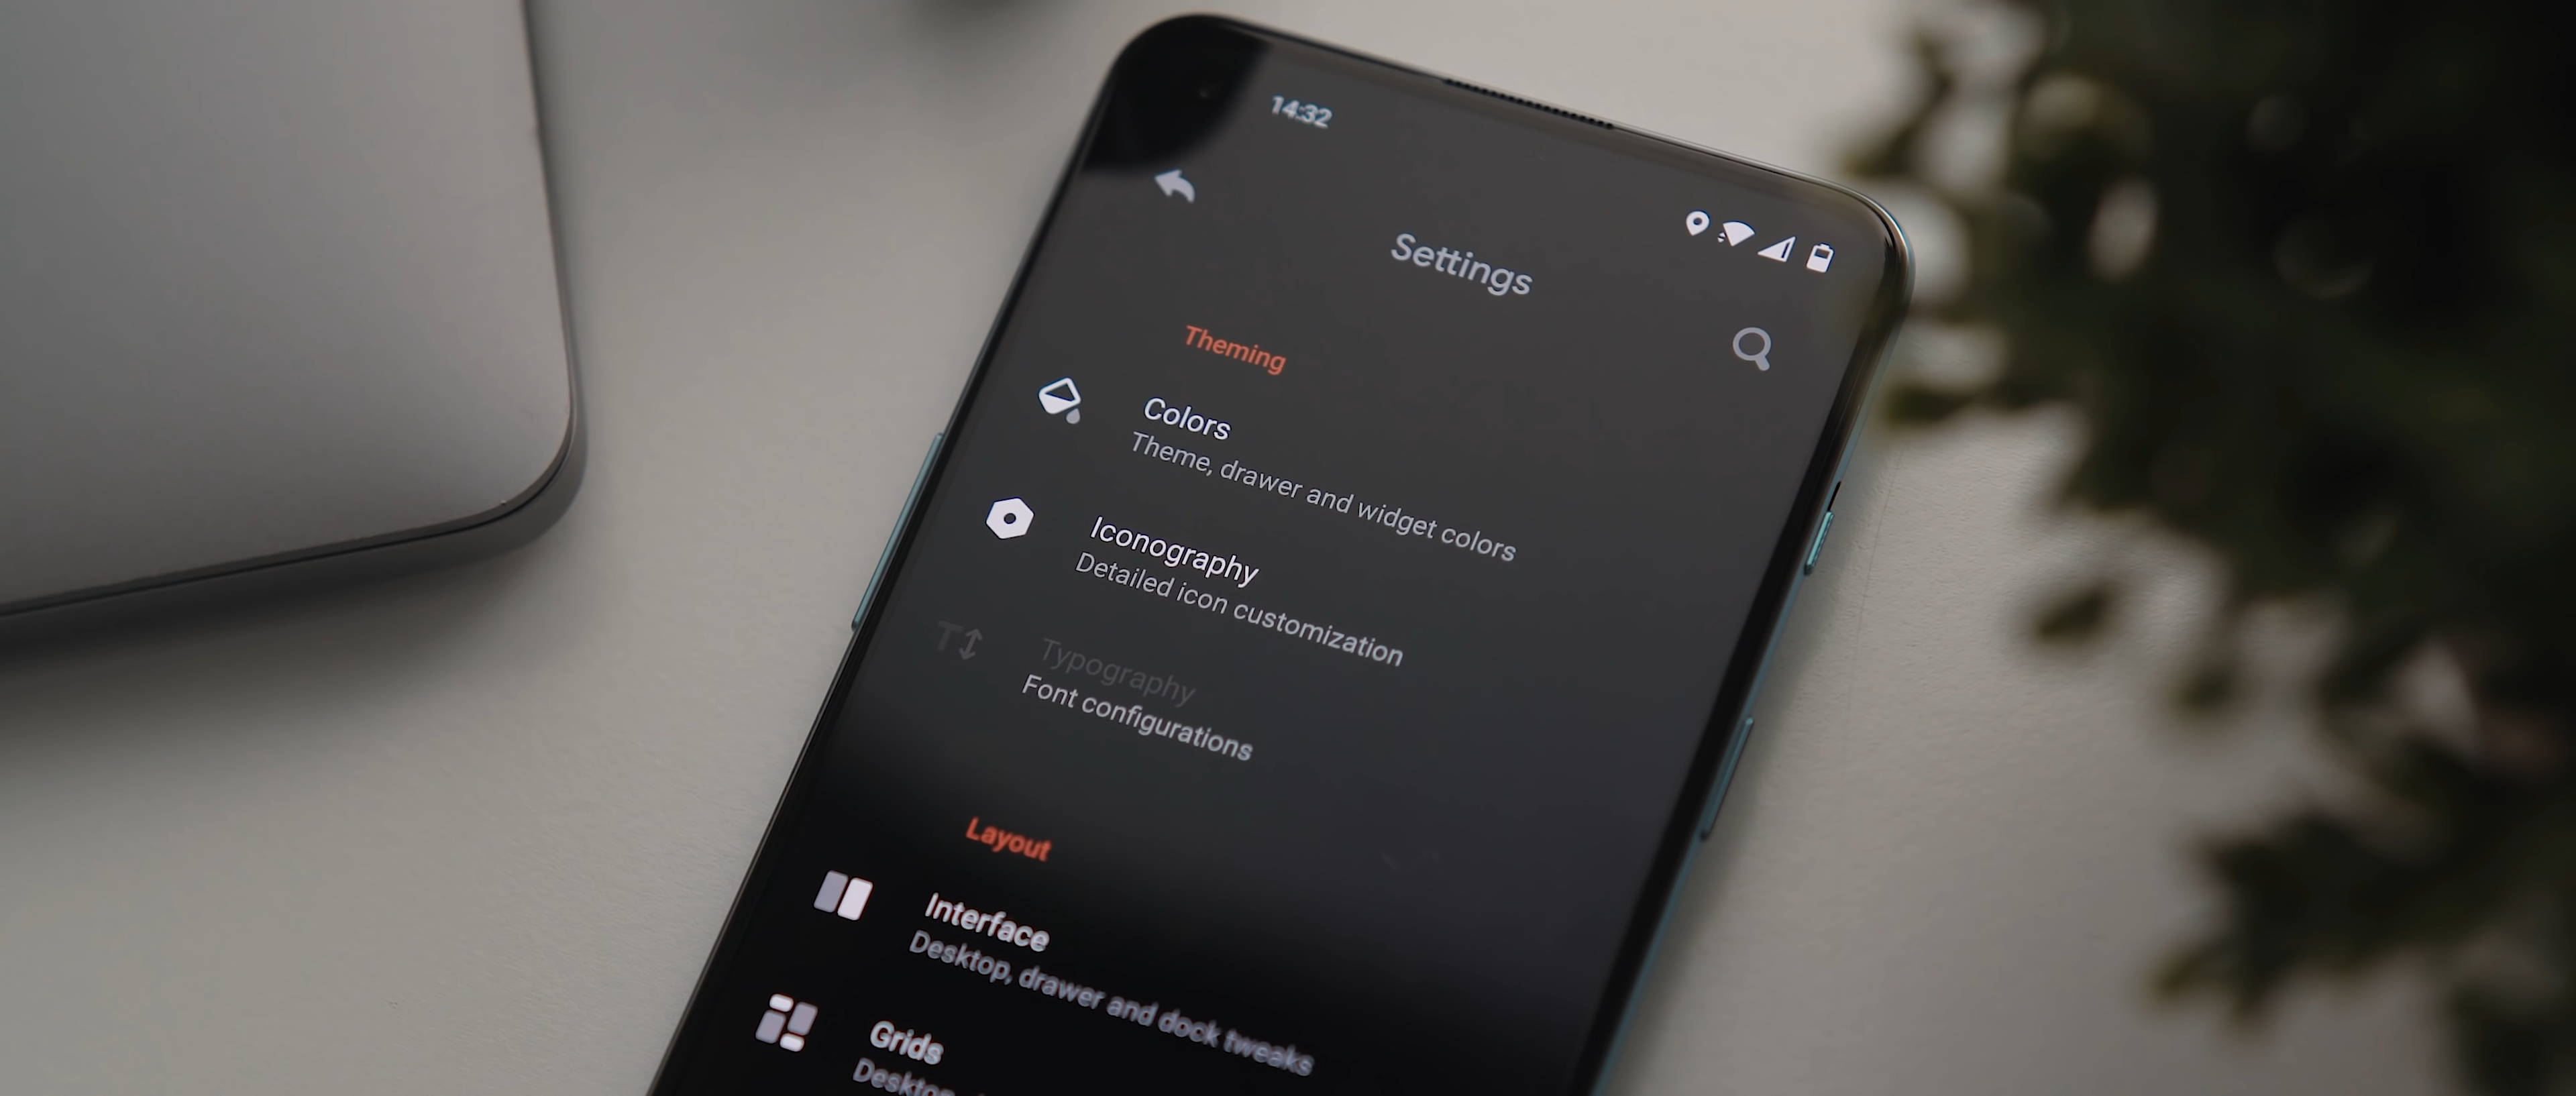 14:32
Settings
Theming
Colors
Theme, drawer and widget colors
Iconography
Detailed icon customization
Typography
Font configurations
Layout
Interface
Desktop, drawer and dock tweaks
Grids